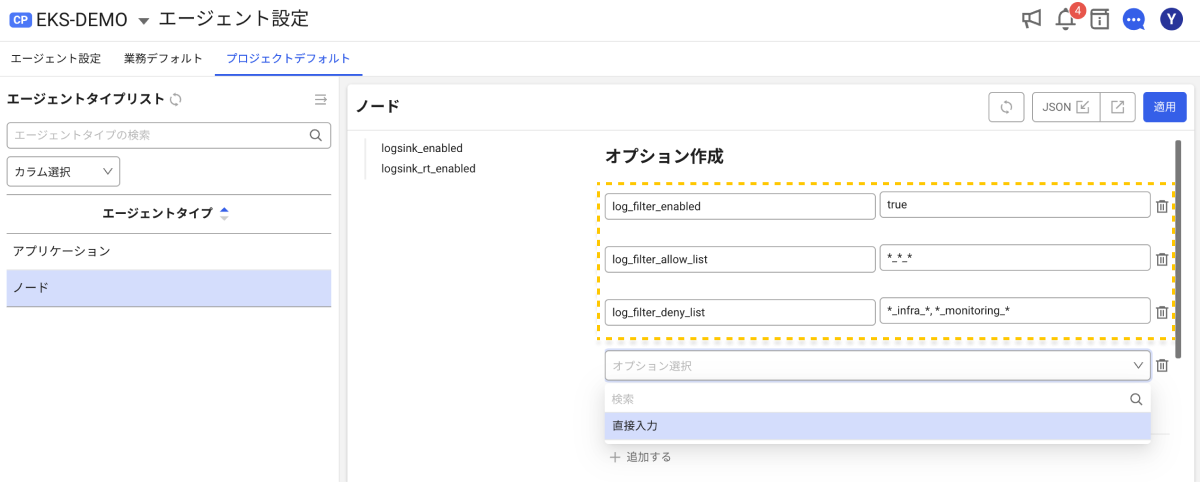 CP EKS-DEMO エージェント設定
4
Y
エージェント設定 業務デフォルト プロジェクトデフォルト
エージェントタイプリスト
エージェントタイプの検索
カラム選択
エージェントタイプ
アプリケーション
ノード
ノード
JSON
適用
logsink_enabled
logsink_rt_enabled
オプション作成
log_filter_enabled true
log_filter_allow_list *_*_*
log_filter_deny_list *_infra_*, *_monitoring_*
オプション選択
検索
直接入力
追加する